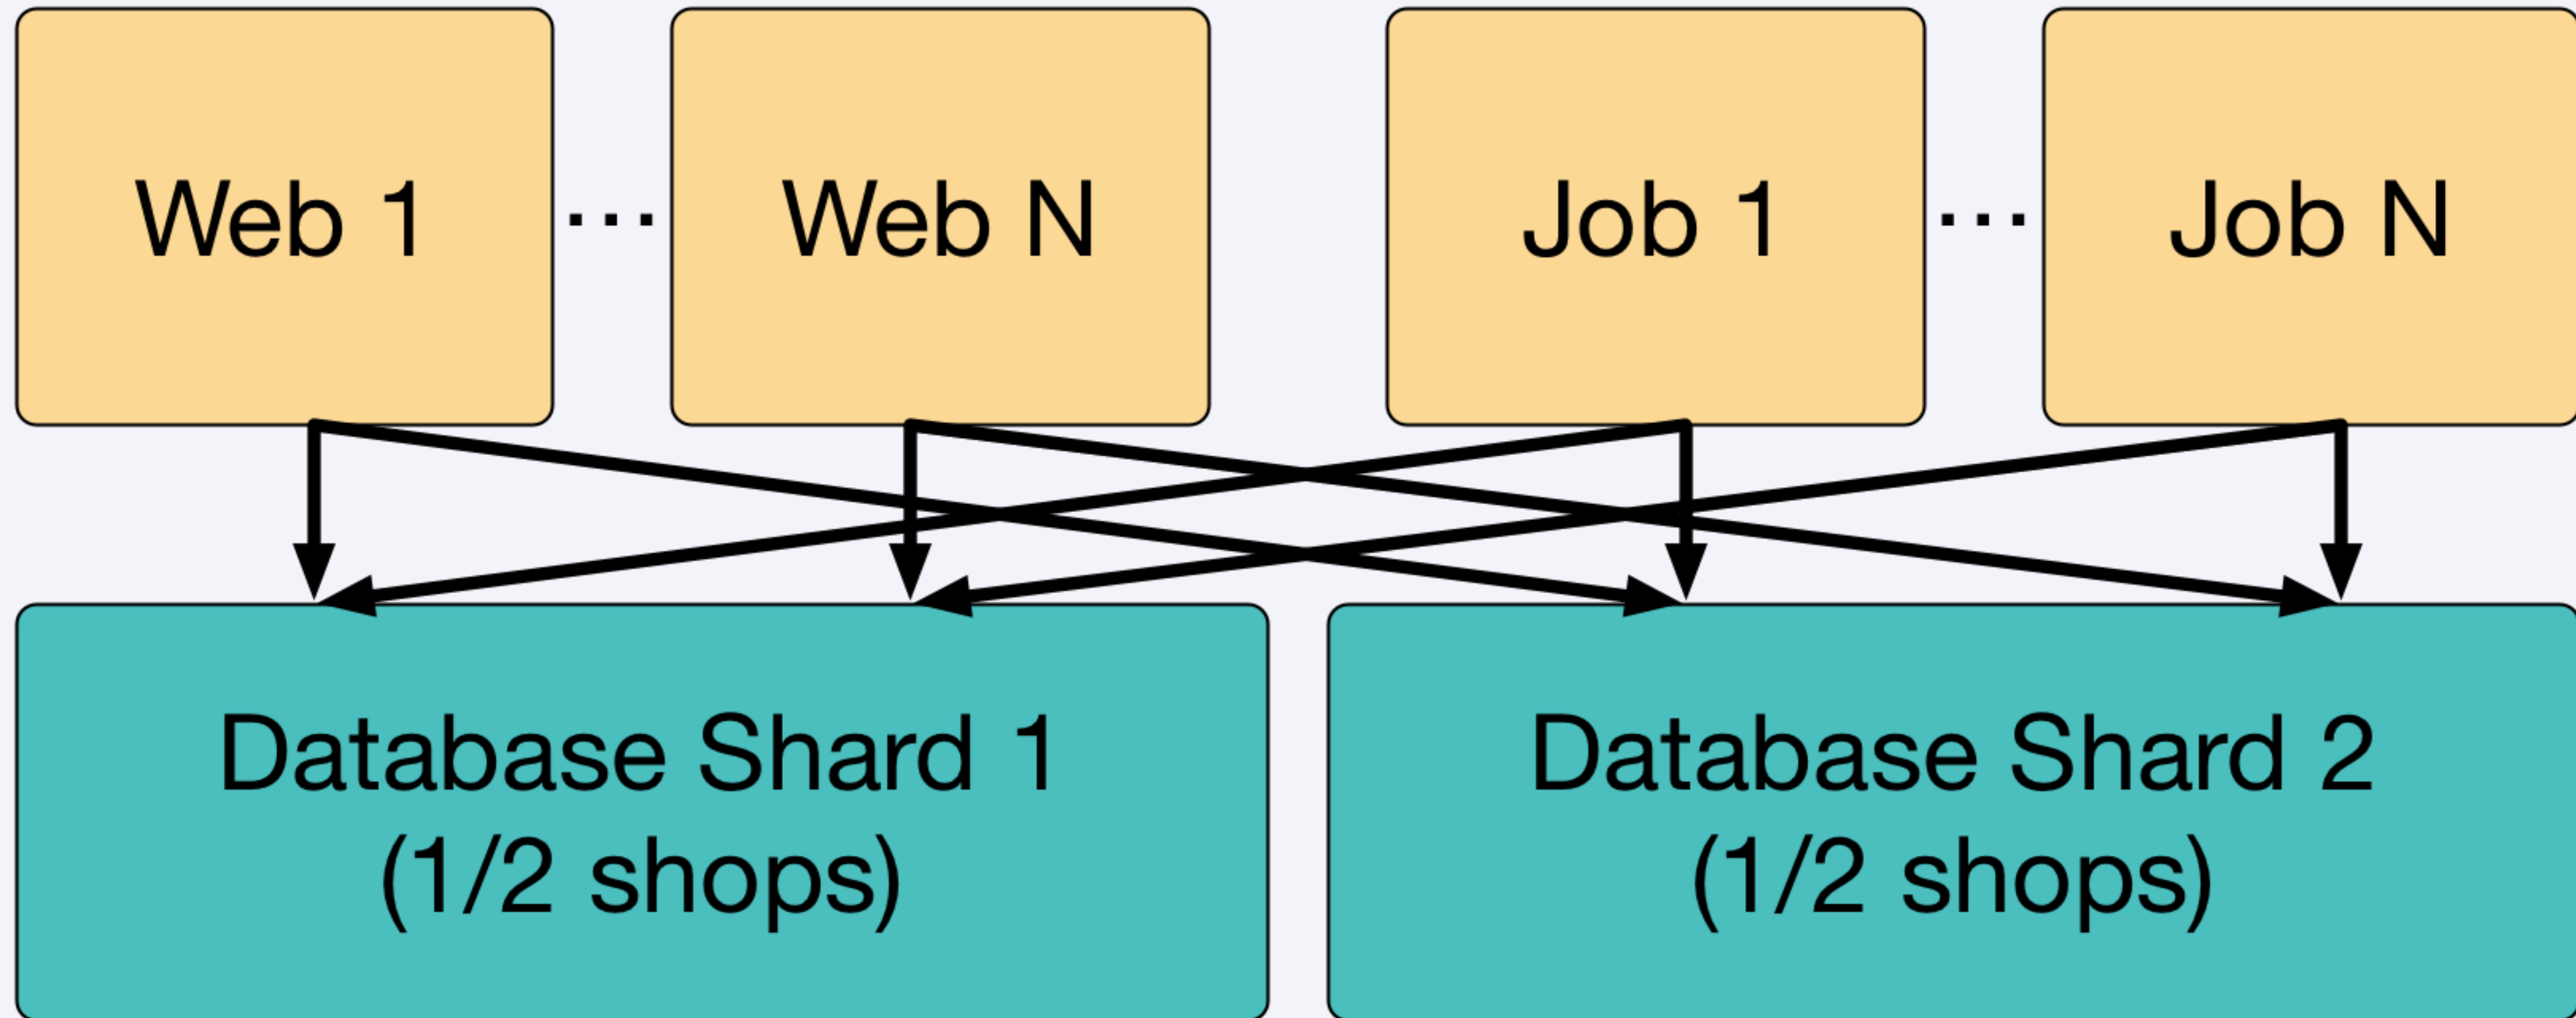 Web 1 ... Web N Job 1 ... Job N
Database Shard 1 Database Shard 2
(1/2 shops) (1/2 shops)